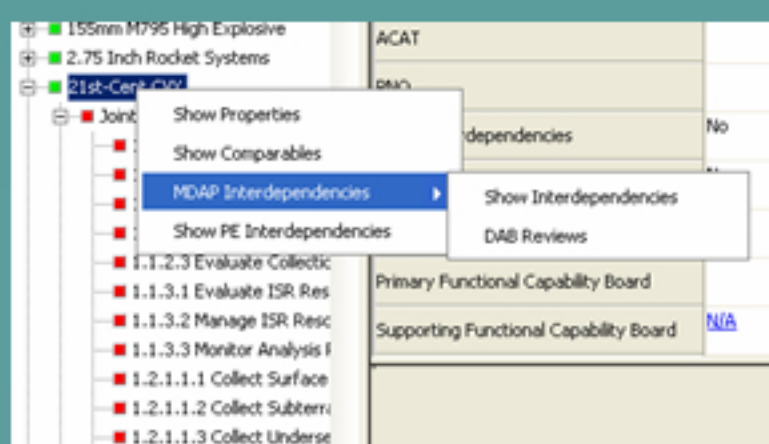 155mm M795 High Explosive
2.75 Inch Rocket Systems
21st-Cent CVX
Joint
Show Properties
Show Comparables
MDAP Interdependencies
Show PE Interdependencies
Show Interdependencies
DAB Reviews
1.1.2.3 Evaluate Collectic
1.1.3.1 Evaluate ISR Res
1.1.3.2 Manage ISR Resc
1.1.3.3 Monitor Analysis
1.2.1.1.1 Collect Surface
1.2.1.1.2 Collect Subterra
1.2.1.1.3 Collect Underse
ACAT
PNO
dependencies
No
Primary Functional Capability Board
Supporting Functional Capability Board
N/A